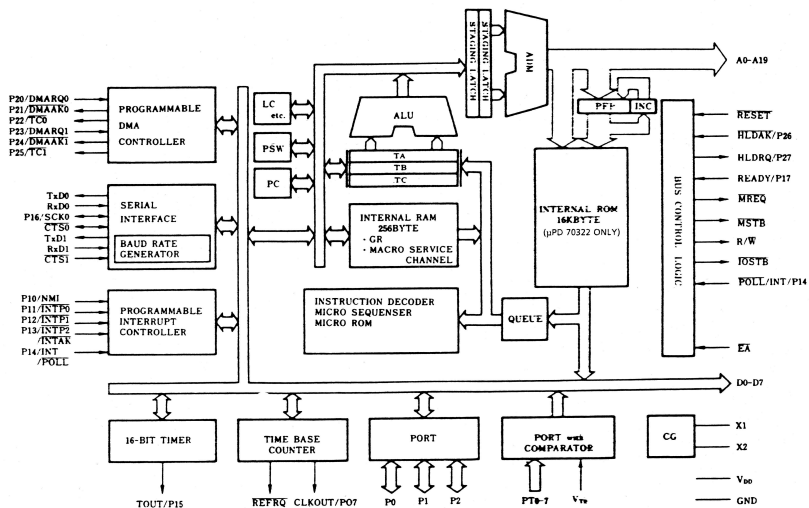 STAGING LATCH
STAGING LATCH
ADM
A0-A19
PFP
INC
P20/DMARQ0
P21/DMAAK0
P22/TC0
P23/DMARQ1
P24/DMAAK1
P25/TC1
PROGRAMMABLE
DMA
CONTROLLER
LC
etc.
PSW
PC
ALU
TA
TB
TC
TxD0
RxD0
P16/SCK0
CTS0
TxD1
RxD1
CTS1
SERIAL
INTERFACE
BAUD RATE
GENERATOR
INTERNAL RAM
256BYTE
・GR
・MACRO SERVICE
CHANNEL
INTERNAL ROM
16KBYTE
(μPD 70322 ONLY)
BUS CONTROL LOGIC
RESET
HLDAK/P26
HLDRQ/P27
READY/P17
MREQ
MSTB
R/W
IOSTB
POLL/INT/P14
EA
P10/NMI
P11/INTP0
P12/INTP1
P13/INTP2
/INTAK
P14/INT
/POLL
PROGRAMMABLE
INTERRUPT
CONTROLLER
INSTRUCTION DECODER
MICRO SEQUENSER
MICRO ROM
QUEUE
D0-D7
16-BIT TIMER
TIME BASE
COUNTER
PORT
PORT with
COMPARATOR
CG
X1
X2
TOUT/P15
REFRQ
CLKOUT/PO7
P0
P1
P2
PT0-7
VTH
VDD
GND